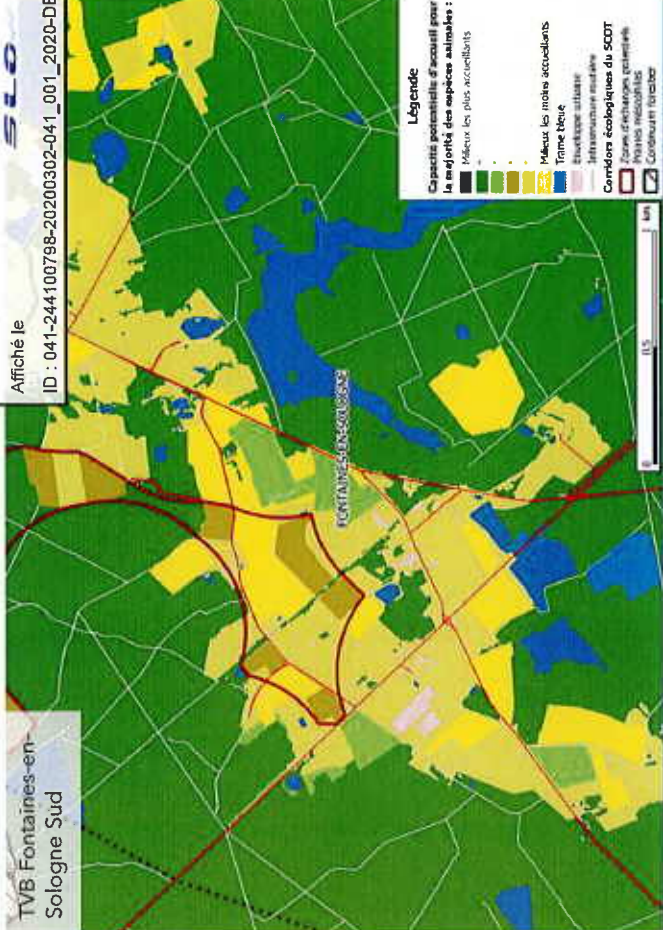 TVB Fontaines-en-
Sologne Sud
Affiché le
SLO
ID : 041-244100798-20200302-041_001_2020-DE
FONTAINES-EN-SOLOGNE
Légende
Capacité potentielle d'accueil pour
la majorité des espèces animales :
Milieux les plus accueillants
Milieux les moins accueillants
Trame bleue
Enveloppe urbaine
Infrastructure routière
Corridors écologiques du SCOT
Zones d'échanges potentiels
Prairies mésophiles
Continuum forestier
0 0.5 1 km